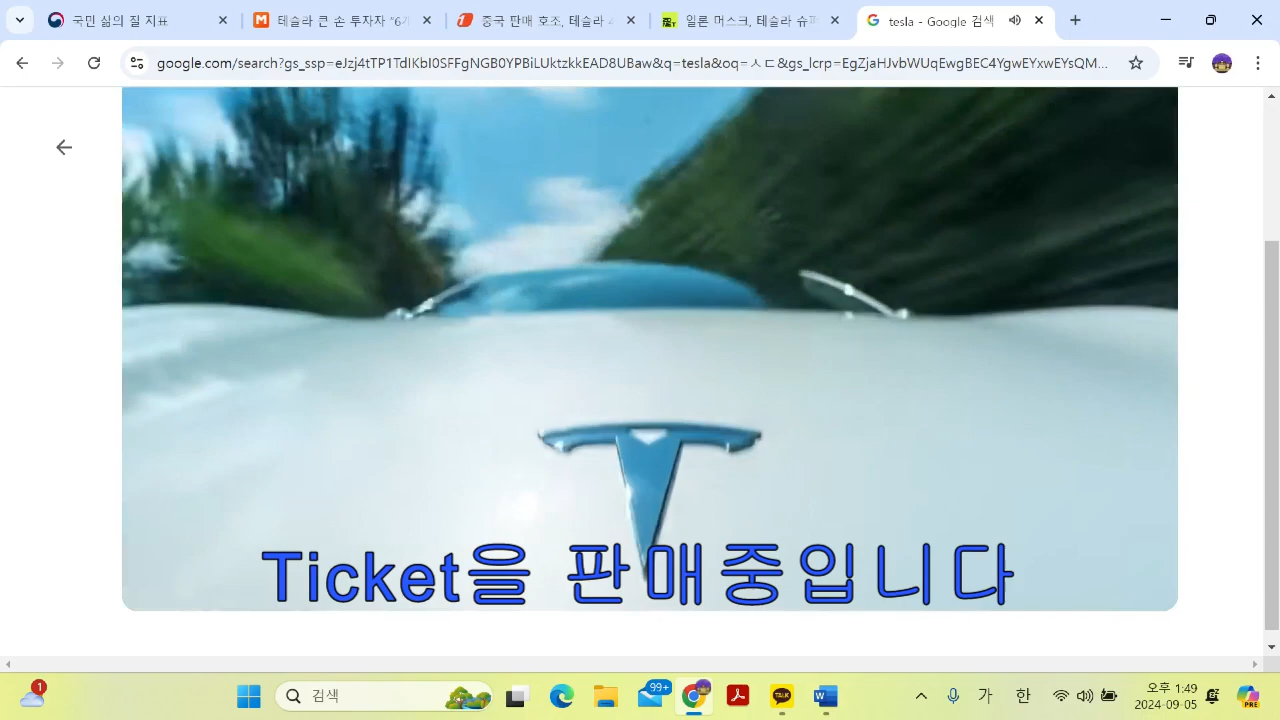 국민 삶의 질 지표
테슬라 큰 손 투자자 "6
중국 판매 호소, 테슬라
일론 머스크, 테슬라 슈
tesla - Google 검색
google.com/search?gs_ssp=eJzj4tTP1TdIKbI0SFFgNGB0YPBiLUktzkkEAD8UBaw&q=tesla&oq=ㅅㄷ&gs_lcrp=EgZjaHJvbWUqEwgBEC4YgwEYxwEYsQM...
Ticket을 판매중입니다
1
검색
99+
TALK
W
가
한
오후 1:49
2024-09-05
PRE